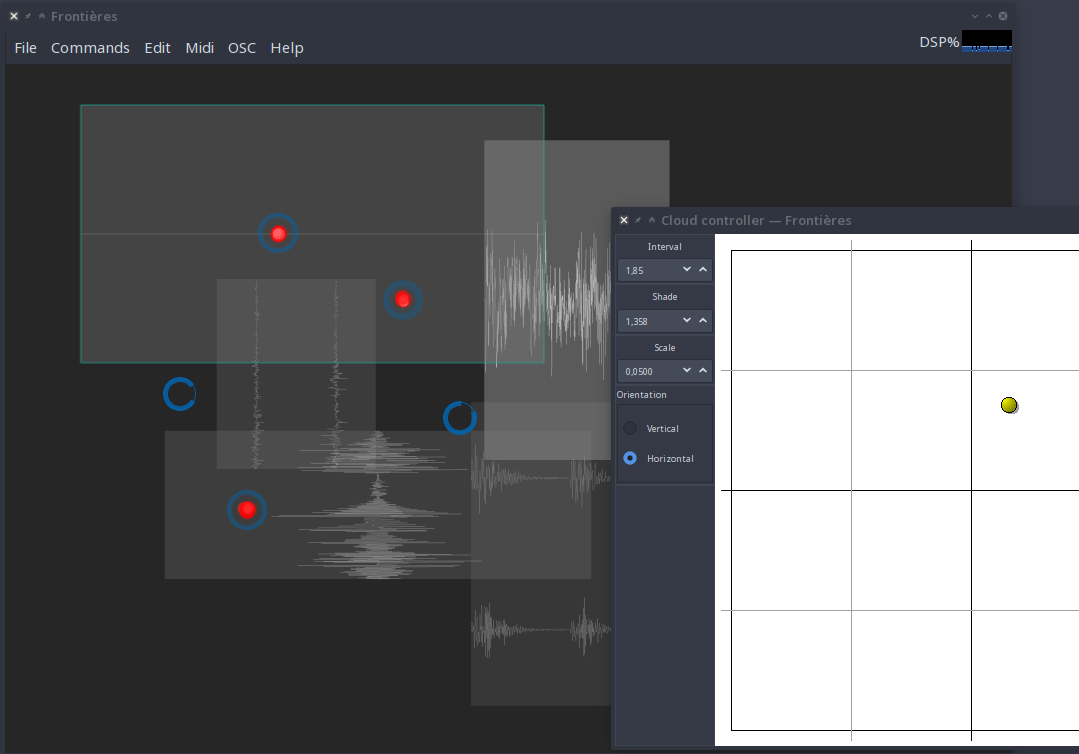 Frontières
File Commands Edit Midi OSC Help
DSP%
Cloud controller — Frontières
Interval
1,85
Shade
1,358
Scale
0,0500
Orientation
Vertical
Horizontal